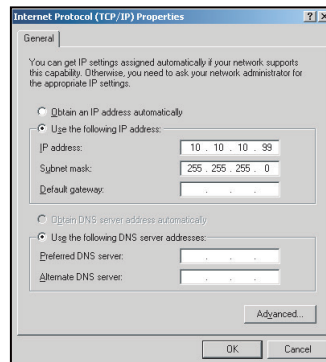 Internet Protocol (TCP/IP) Properties
General
You can get IP settings assigned automatically if your network supports
this capability. Otherwise, you need to ask your network administrator for
the appropriate IP settings.
Obtain an IP address automatically
Use the following IP address:
IP address: 10 . 10 . 10 . 99
Subnet mask: 255 . 255 . 255 . 0
Default gateway: . . .
Obtain DNS server address automatically
Use the following DNS server addresses:
Preferred DNS server: . . .
Alternate DNS server: . . .
Advanced...
OK Cancel